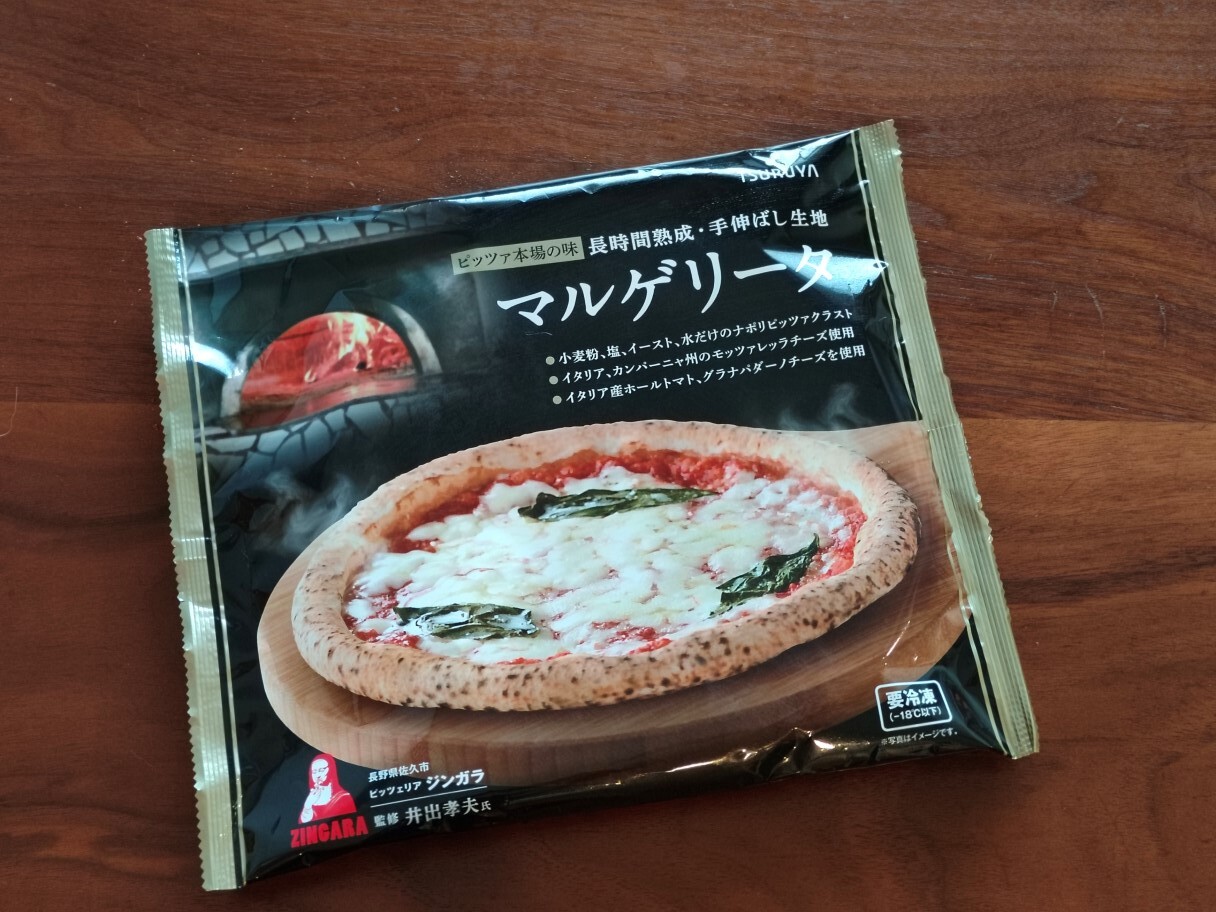 TSURUYA
ピッツァ本場の味 長時間熟成・手伸ばし生地
マルゲリータ
●小麦粉、塩、イースト、水だけのナポリピッツァクラスト
●イタリア、カンパーニャ州のモッツァレッラチーズ使用
●イタリア産ホールトマト、グラナパダーノチーズを使用
要冷凍
(-18℃以下)
※写真はイメージです。
長野県佐久市
ピッツェリア ジンガラ
監修 井出孝夫氏
ZINGARA